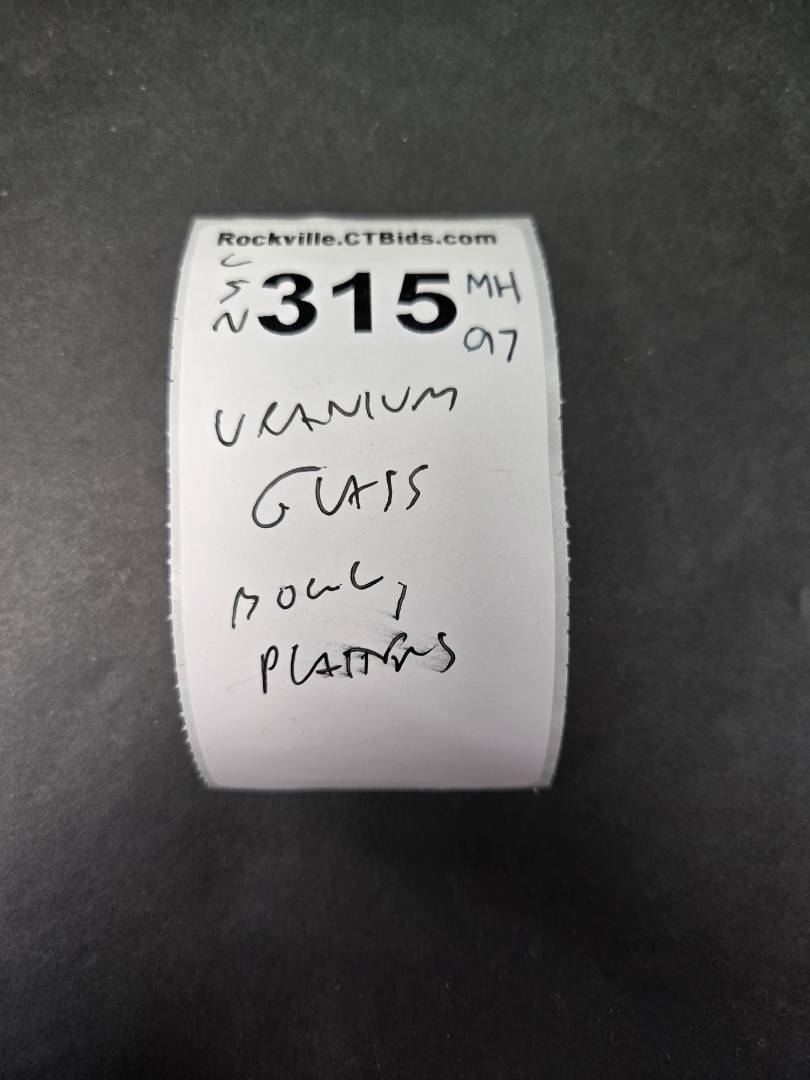 Rockville.CTBids.com
315 MH
97
URANIUM
GLASS
BOWL,
PLATTERS